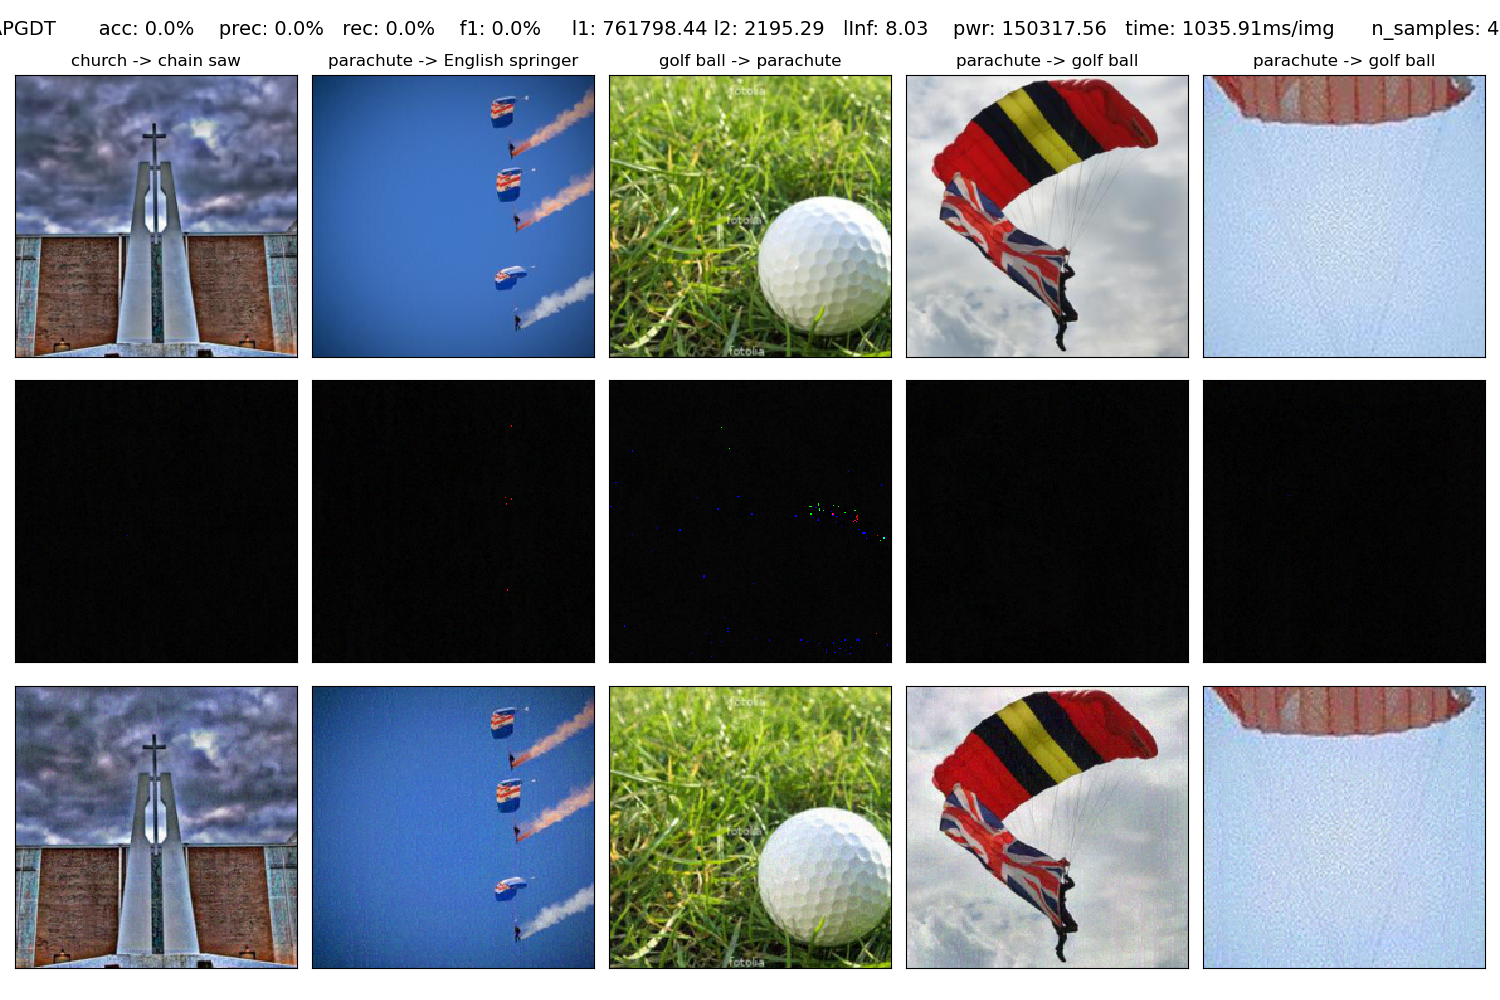 APGDT acc: 0.0% prec: 0.0% rec: 0.0% f1: 0.0% l1: 761798.44 l2: 2195.29 lInf: 8.03 pwr: 150317.56 time: 1035.91ms/img n_samples: 4
church -> chain saw
parachute -> English springer
golf ball -> parachute
parachute -> golf ball
parachute -> golf ball
fotolia
fotolia
fotolia
fotolia
fotolia
fotolia